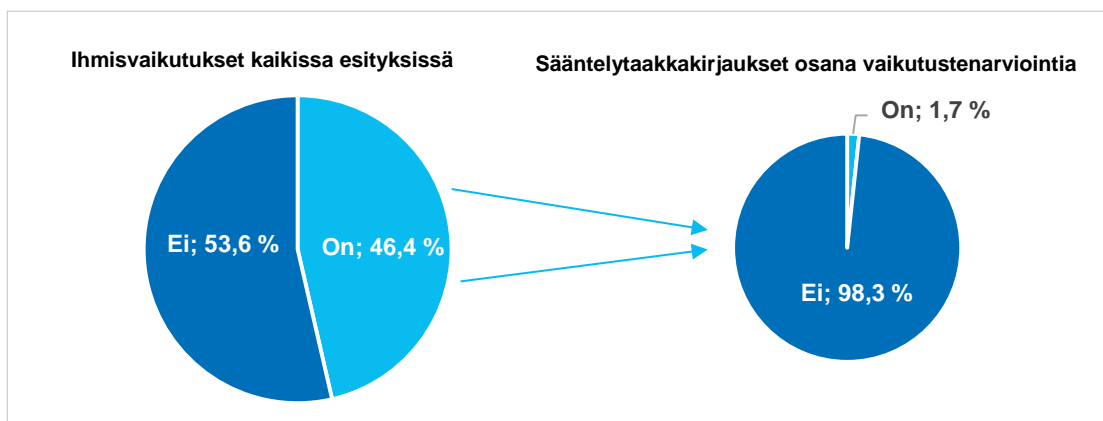 Ihmisvaikutukset kaikissa esityksissä
Sääntelytaakkakirjaukset osana vaikutustenarviointia
Ei; 53,6 %
On; 46,4 %
On; 1,7 %
Ei; 98,3 %